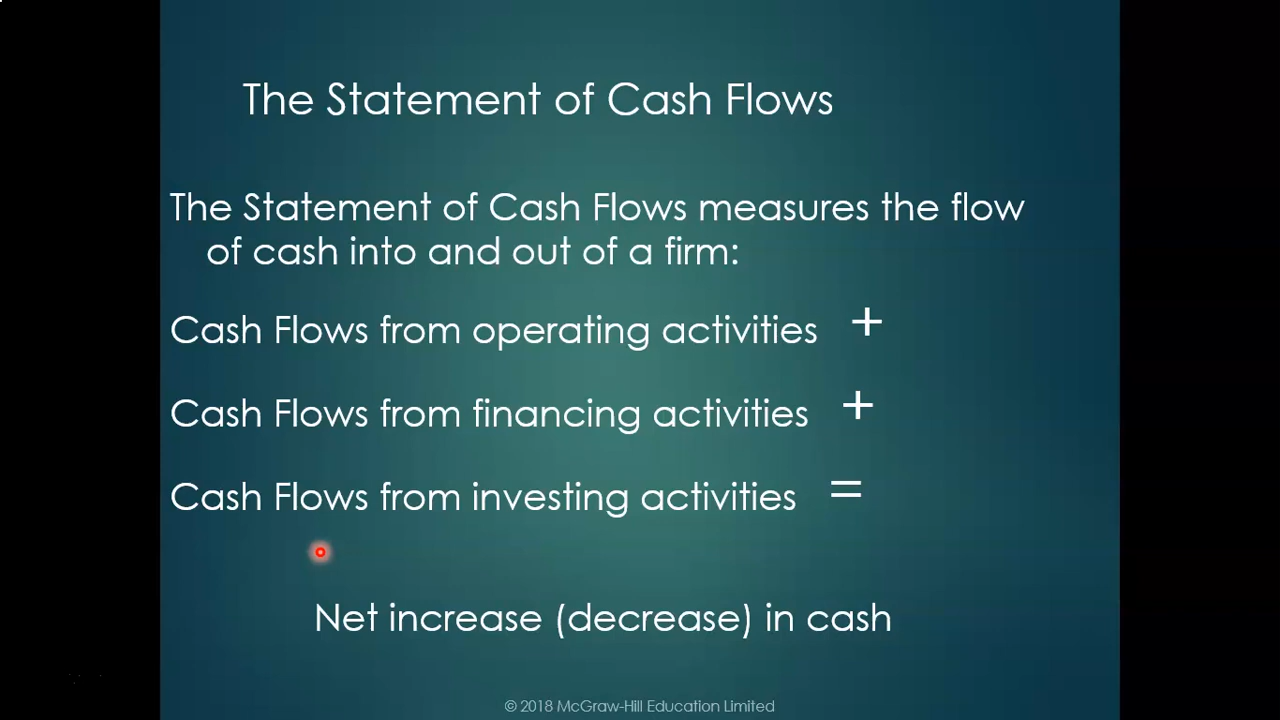 The Statement of Cash Flows
The Statement of Cash Flows measures the flow
of cash into and out of a firm:
Cash Flows from operating activities +
Cash Flows from financing activities +
Cash Flows from investing activities =
Net increase (decrease) in cash
© 2018 McGraw-Hill Education Limited